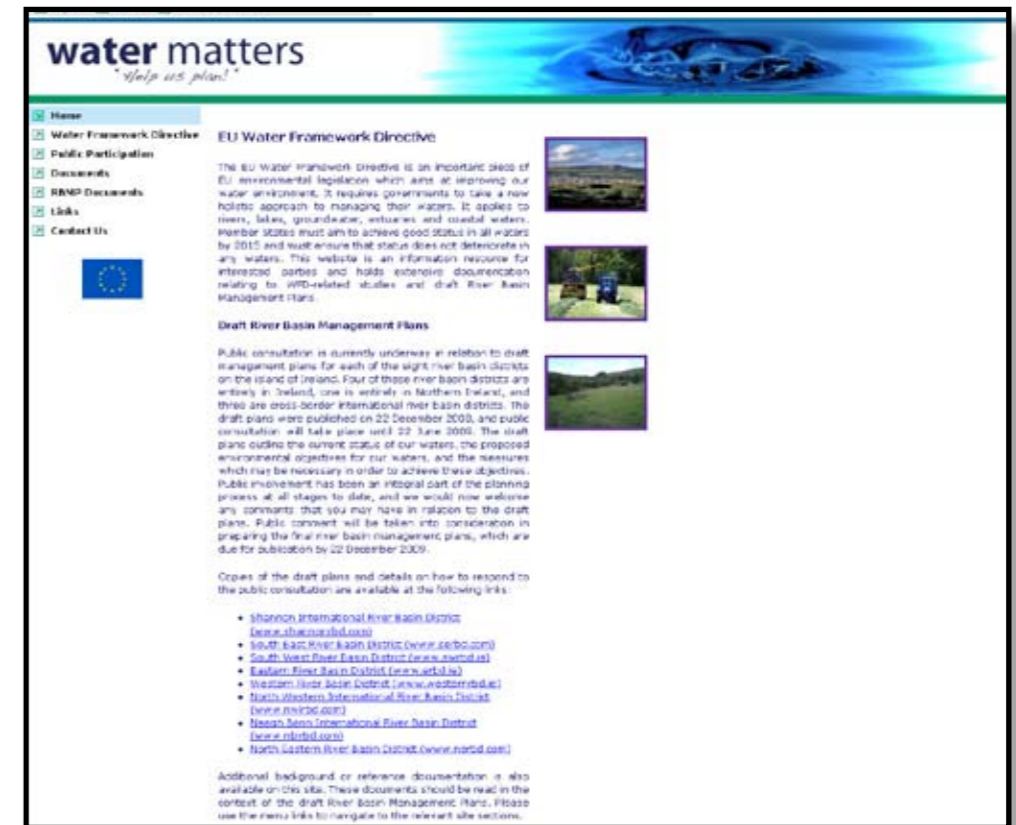 water matters
"Help us plan!"
Home
Water Framework Directive
Public Participation
Documents
RBMP Documents
Links
Contact Us
EU Water Framework Directive
The EU Water Framework Directive is an important piece of
EU environmental legislation which aims at improving our
water environment. It requires governments to take a new
holistic approach to managing their waters. It applies to
rivers, lakes, groundwater, estuaries and coastal waters.
Member States must aim to achieve good status in all waters
by 2015 and must ensure that status does not deteriorate in
any waters. This website is an information resource for
interested parties and holds extensive documentation
relating to WFD-related studies and draft River Basin
Management Plans.
Draft River Basin Management Plans
Public consultation is currently underway in relation to draft
management plans for each of the eight river basin districts
on the island of Ireland. Four of these river basin districts are
entirely in Ireland, one is entirely in Northern Ireland, and
three are cross-border international river basin districts. The
draft plans were published on 22 December 2008, and public
consultation will take place until 22 June 2009. The draft
plans outline the current status of our waters, the proposed
environmental objectives for our waters, and the measures
which may be necessary in order to achieve these objectives.
Public involvement has been an integral part of the planning
process at all stages to date, and we would now welcome
any comments that you may have in relation to the draft
plans. Public comment will be taken into consideration in
preparing the final river basin management plans, which are
due for publication by 22 December 2009.
Copies of the draft plans and details on how to respond to
the public consultation are available at the following links:
Shannon International River Basin District
(www.shannonrbd.com)
South East River Basin District (www.serbd.com)
South West River Basin District (www.swrbd.ie)
Eastern River Basin District (www.erbd.ie)
Western River Basin District (www.westernrbd.ie)
North Western International River Basin District
(www.nwirbd.com)
Neagh Bann International River Basin District
(www.nbirbd.com)
North Eastern River Basin District (www.nerbd.com)
Additional background or reference documentation is also
available on this site. These documents should be read in the
context of the draft River Basin Management Plans. Please
use the menu links to navigate to the relevant site sections.